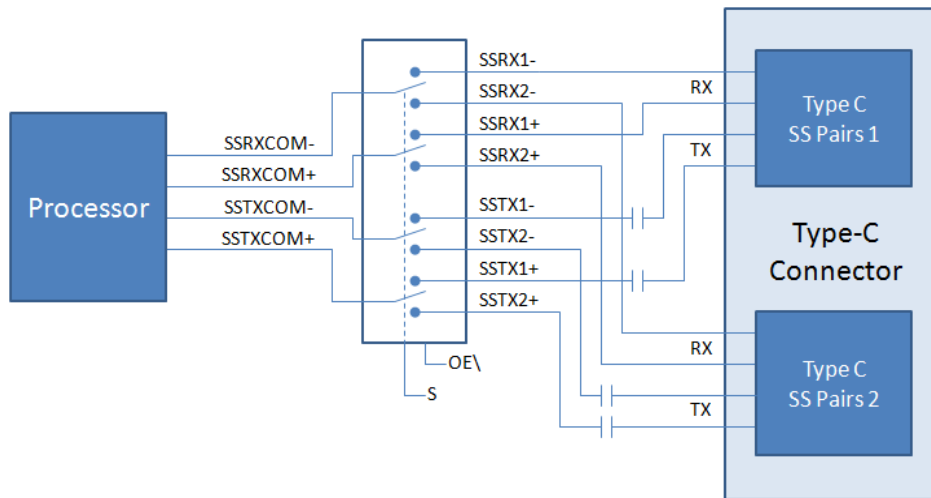 Processor
SSRXCOM-
SSRXCOM+
SSTXCOM-
SSTXCOM+
SSRX1-
SSRX2-
SSRX1+
SSRX2+
SSTX1-
SSTX2-
SSTX1+
SSTX2+
OE\
S
RX
TX
Type C
SS Pairs 1
Type-C
Connector
RX
TX
Type C
SS Pairs 2